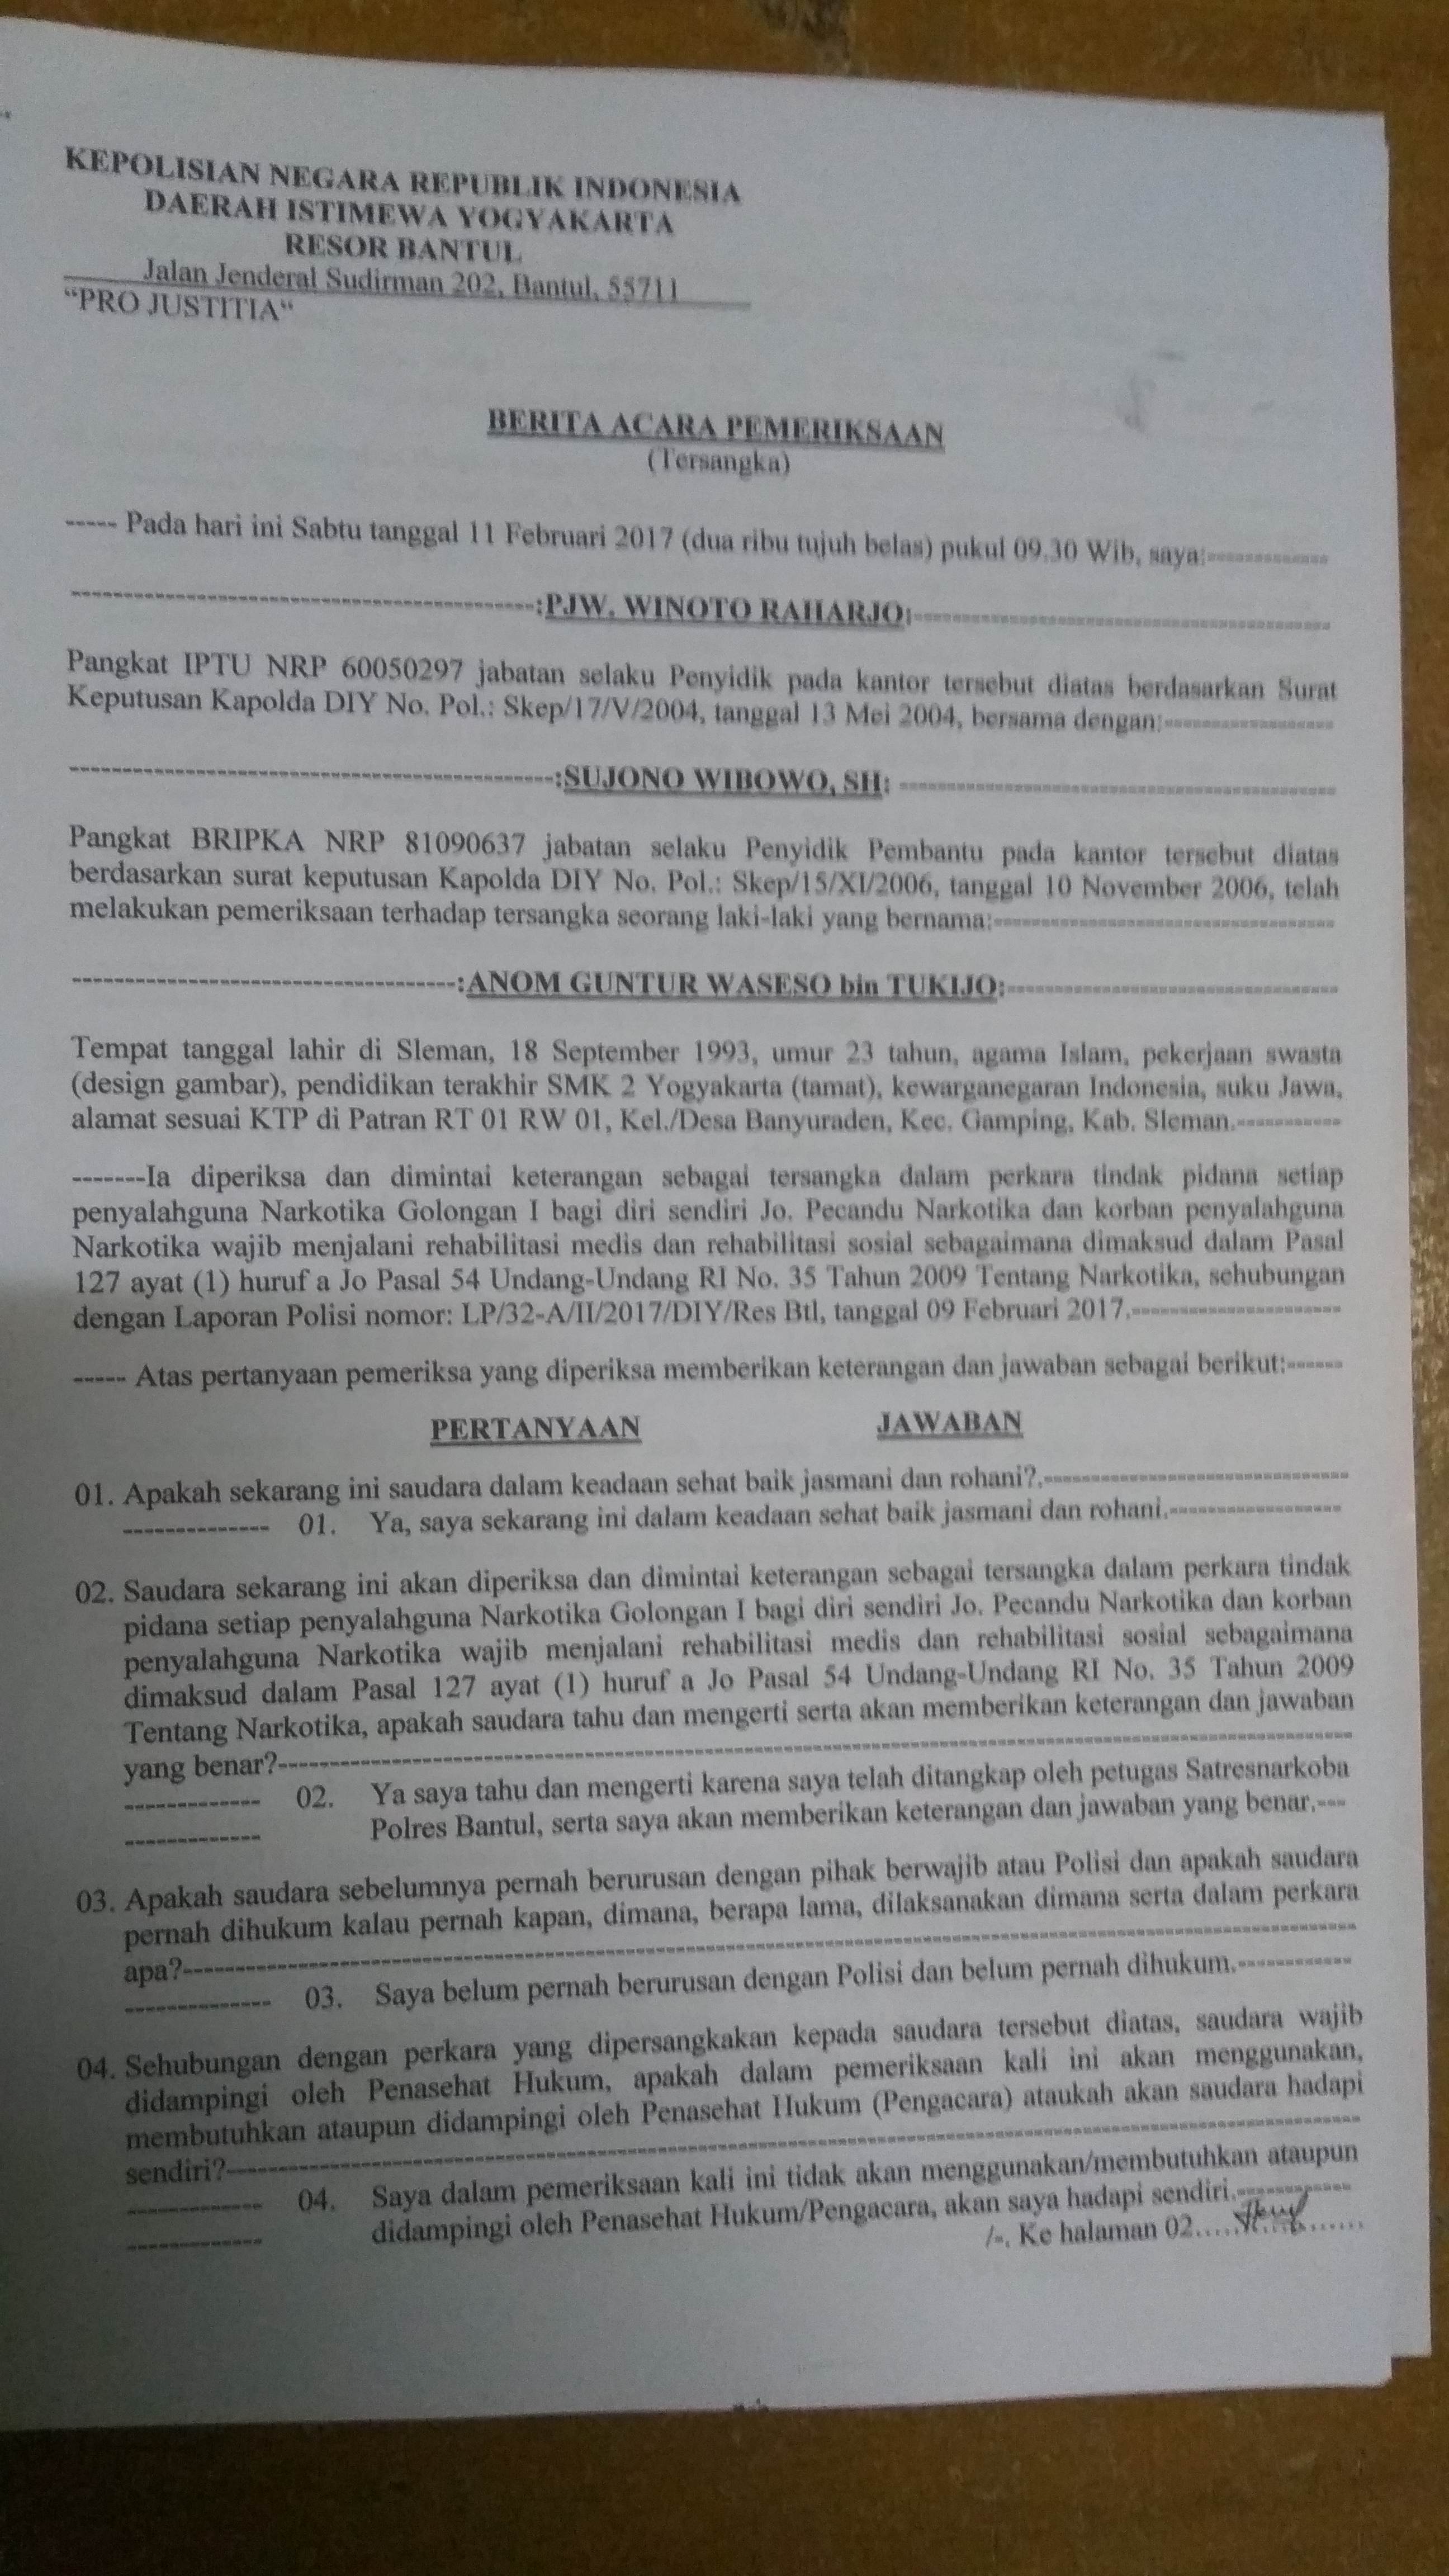 KEPOLISIAN NEGARA REPUBLIK INDONESIA
DAERAH ISTIMEWA YOGYAKARTA
RESOR BANTUL
Jalan Jenderal Sudirman 202, Bantul, 55711
“PRO JUSTITIA“
BERITA ACARA PEMERIKSAAN
(Tersangka)
----- Pada hari ini Sabtu tanggal 11 Februari 2017 (dua ribu tujuh belas) pukul 09.30 Wib, saya:-------------
--------------------------------------------:PJW. WINOTO RAHARJO:--------------------------------------------
Pangkat IPTU NRP 60050297 jabatan selaku Penyidik pada kantor tersebut diatas berdasarkan Surat
Keputusan Kapolda DIY No. Pol.: Skep/17/V/2004, tanggal 13 Mei 2004, bersama dengan:------------------
----------------------------------------------:SUJONO WIBOWO, SH: ----------------------------------------------
Pangkat BRIPKA NRP 81090637 jabatan selaku Penyidik Pembantu pada kantor tersebut diatas
berdasarkan surat keputusan Kapolda DIY No. Pol.: Skep/15/XI/2006, tanggal 10 November 2006, telah
melakukan pemeriksaan terhadap tersangka seorang laki-laki yang bernama:------------------------------------
------------------------------------:ANOM GUNTUR WASESO bin TUKIJO:-----------------------------------
Tempat tanggal lahir di Sleman, 18 September 1993, umur 23 tahun, agama Islam, pekerjaan swasta
(design gambar), pendidikan terakhir SMK 2 Yogyakarta (tamat), kewarganegaran Indonesia, suku Jawa,
alamat sesuai KTP di Patran RT 01 RW 01, Kel./Desa Banyuraden, Kec. Gamping, Kab. Sleman.-----------
-------Ia diperiksa dan dimintai keterangan sebagai tersangka dalam perkara tindak pidana setiap
penyalahguna Narkotika Golongan I bagi diri sendiri Jo. Pecandu Narkotika dan korban penyalahguna
Narkotika wajib menjalani rehabilitasi medis dan rehabilitasi sosial sebagaimana dimaksud dalam Pasal
127 ayat (1) huruf a Jo Pasal 54 Undang-Undang RI No. 35 Tahun 2009 Tentang Narkotika, sehubungan
dengan Laporan Polisi nomor: LP/32-A/II/2017/DIY/Res Btl, tanggal 09 Februari 2017.----------------------
----- Atas pertanyaan pemeriksa yang diperiksa memberikan keterangan dan jawaban sebagai berikut:------
PERTANYAAN JAWABAN
01. Apakah sekarang ini saudara dalam keadaan sehat baik jasmani dan rohani?.--------------------------------
-------------- 01. Ya, saya sekarang ini dalam keadaan sehat baik jasmani dan rohani.------------------
02. Saudara sekarang ini akan diperiksa dan dimintai keterangan sebagai tersangka dalam perkara tindak
pidana setiap penyalahguna Narkotika Golongan I bagi diri sendiri Jo. Pecandu Narkotika dan korban
penyalahguna Narkotika wajib menjalani rehabilitasi medis dan rehabilitasi sosial sebagaimana
dimaksud dalam Pasal 127 ayat (1) huruf a Jo Pasal 54 Undang-Undang RI No. 35 Tahun 2009
Tentang Narkotika, apakah saudara tahu dan mengerti serta akan memberikan keterangan dan jawaban
yang benar?------------------------------------------------------------------------------------------------------
------------- 02. Ya saya tahu dan mengerti karena saya telah ditangkap oleh petugas Satresnarkoba
------------- Polres Bantul, serta saya akan memberikan keterangan dan jawaban yang benar.---
03. Apakah saudara sebelumnya pernah berurusan dengan pihak berwajib atau Polisi dan apakah saudara
pernah dihukum kalau pernah kapan, dimana, berapa lama, dilaksanakan dimana serta dalam perkara
apa?---------------------------------------------------------------------------------------------------------------
-------------- 03. Saya belum pernah berurusan dengan Polisi dan belum pernah dihukum.------------
04. Sehubungan dengan perkara yang dipersangkakan kepada saudara tersebut diatas, saudara wajib
didampingi oleh Penasehat Hukum, apakah dalam pemeriksaan kali ini akan menggunakan,
membutuhkan ataupun didampingi oleh Penasehat Hukum (Pengacara) ataukah akan saudara hadapi
sendiri?-----------------------------------------------------------------------------------------------------------
------------- 04. Saya dalam pemeriksaan kali ini tidak akan menggunakan/membutuhkan ataupun
------------- didampingi oleh Penasehat Hukum/Pengacara, akan saya hadapi sendiri.------------
/-. Ke halaman 02....................